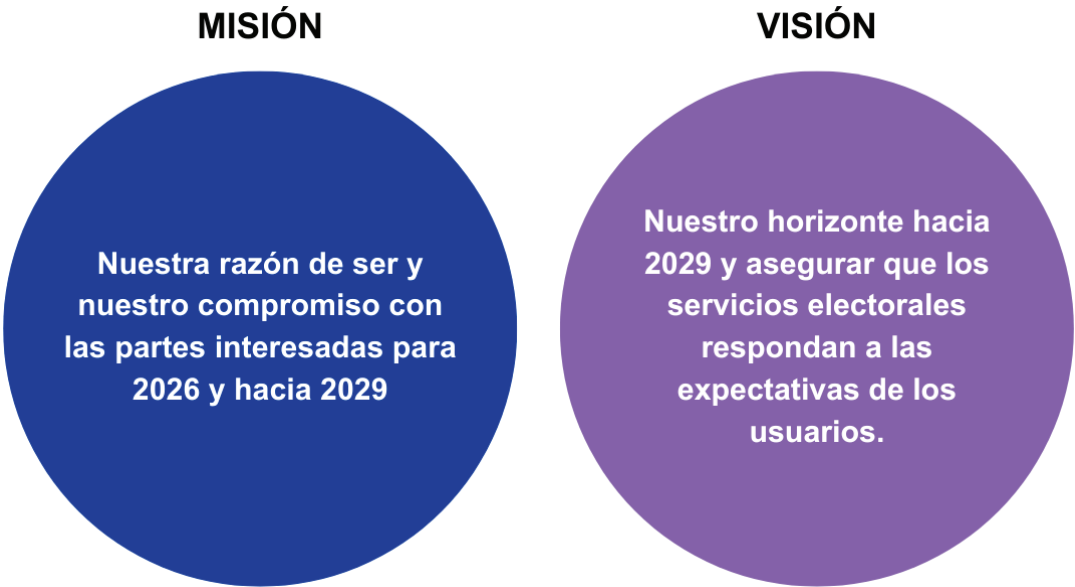 MISIÓN
Nuestra razón de ser y
nuestro compromiso con
las partes interesadas para
2026 y hacia 2029
VISIÓN
Nuestro horizonte hacia
2029 y asegurar que los
servicios electorales
respondan a las
expectativas de los
usuarios.